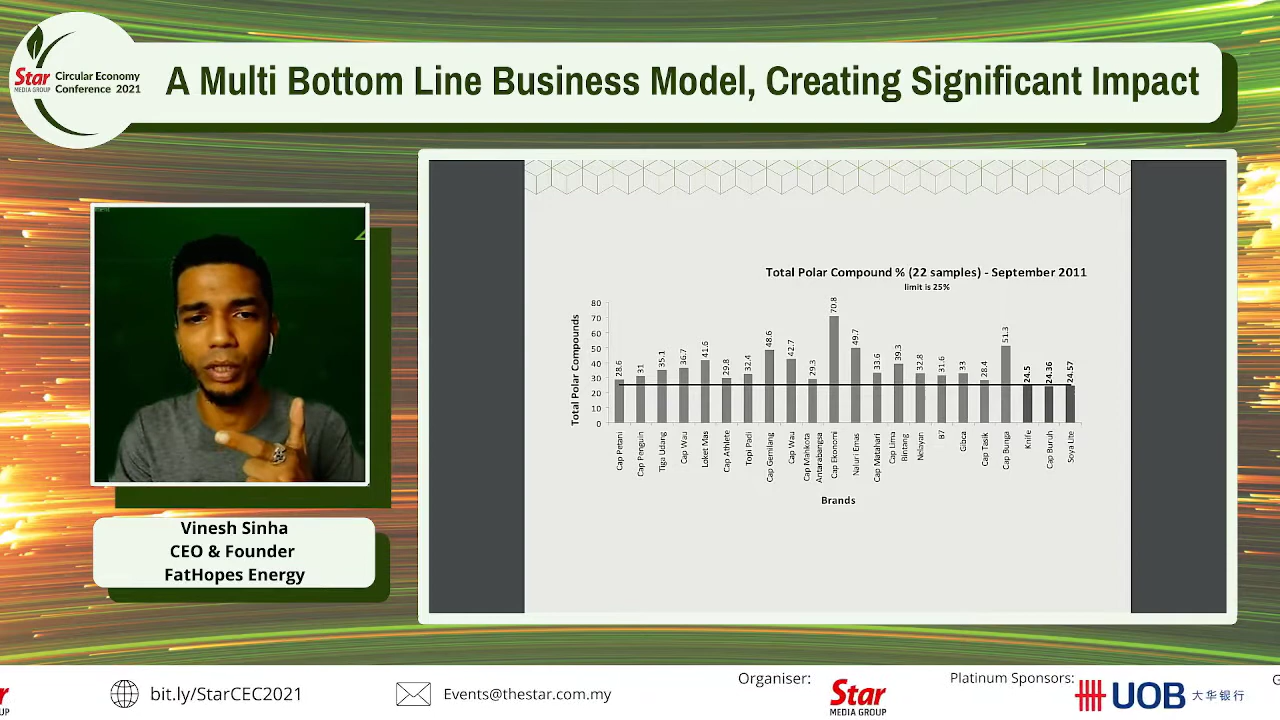 Star
MEDIA GROUP
Circular Economy
Conference 2021
A Multi Bottom Line Business Model, Creating Significant Impact
Vinesh Sinha
CEO & Founder
FatHopes Energy
Total Polar Compound % (22 samples) - September 2011
limit is 25%
Total Polar Compounds
80
70
60
50
40
30
20
10
0
28.6
31
35.1
36.7
41.6
29.8
32.4
48.6
42.7
29.3
70.8
49.7
33.6
39.3
32.8
31.6
33
28.4
51.3
24.5
24.36
24.57
Cap Petani
Cap Penguin
Tiga Udang
Cap Wau
Loket Mas
Cap Athlete
Topi Padi
Cap Gemilang
Cap Wau
Cap Mahkota
Antarabangsa
Cap Ekonomi
Naluri Emas
Cap Matahari
Cap Lima
Bintang
Nelayan
B7
Cap Tasik
Cap Bunga
Knife
Cap Buruh
Soya Lite
Brands
bit.ly/StarCEC2021
Events@thestar.com.my
Organiser:
Star
MEDIA GROUP
Platinum Sponsors:
UOB 大华银行
G